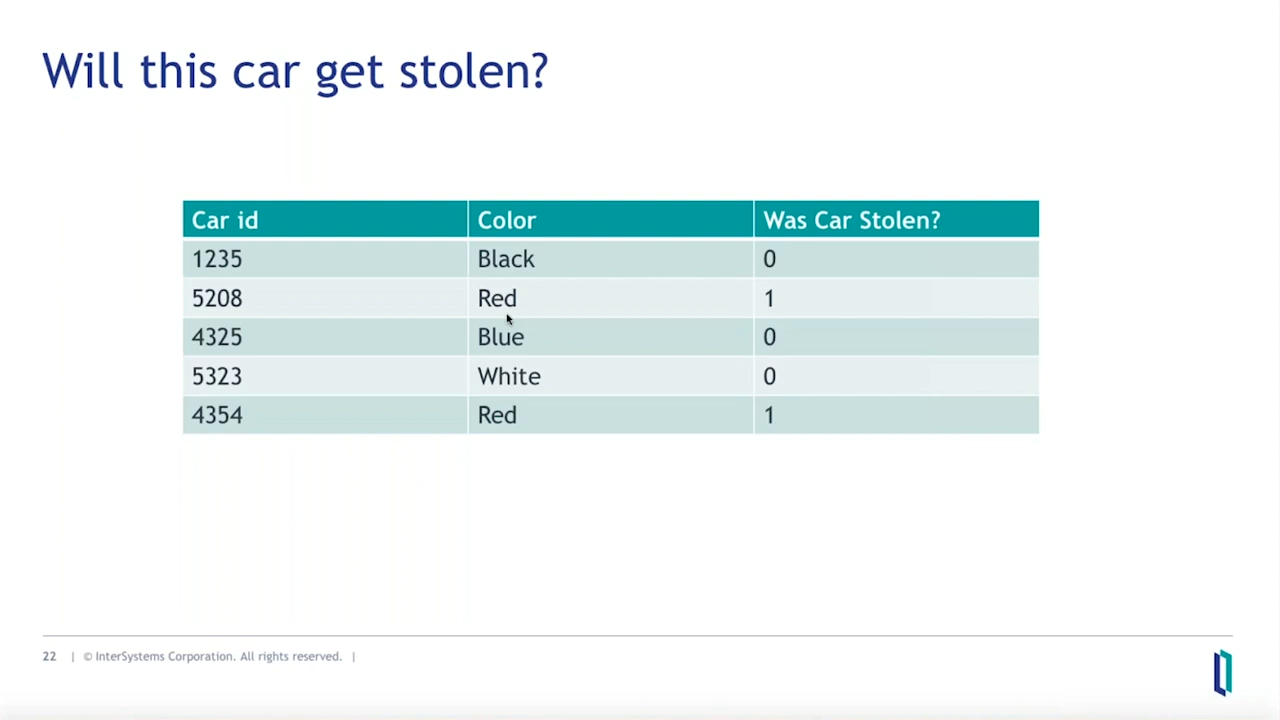 Will this car get stolen?
Car id Color Was Car Stolen?
1235 Black 0
5208 Red 1
4325 Blue 0
5323 White 0
4354 Red 1
22 | © InterSystems Corporation. All rights reserved. |